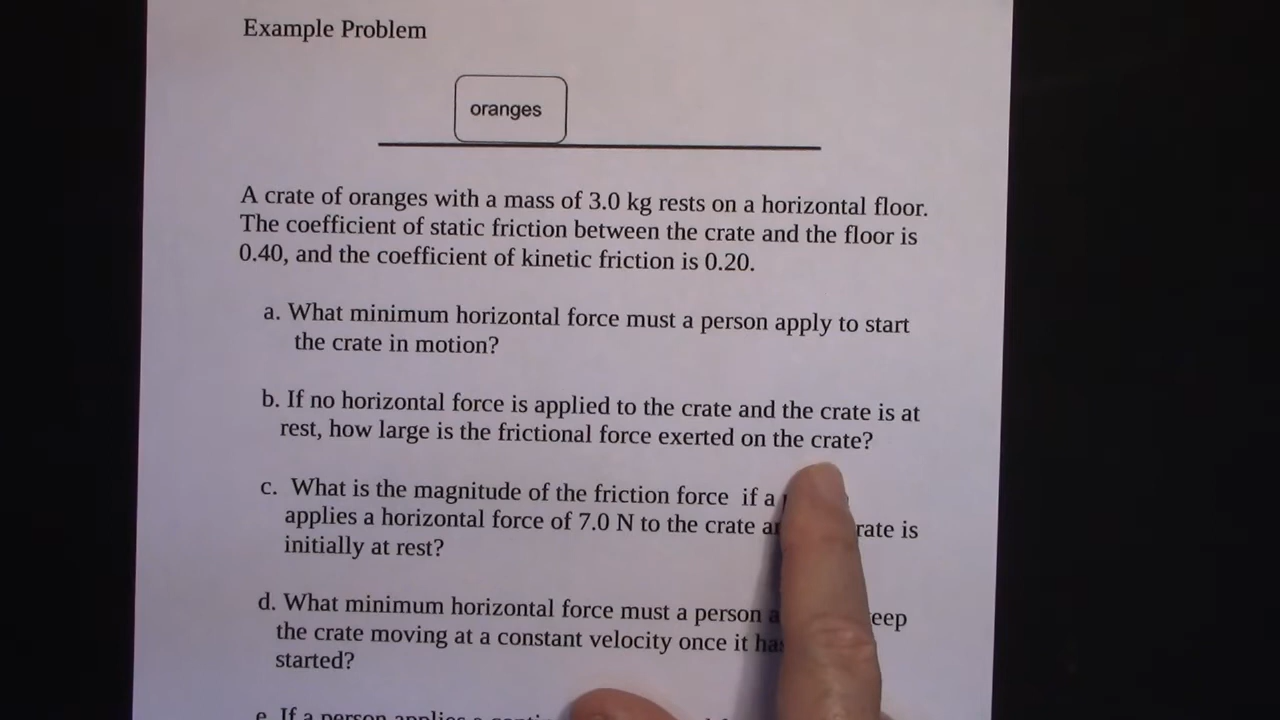 Example Problem
oranges
A crate of oranges with a mass of 3.0 kg rests on a horizontal floor.
The coefficient of static friction between the crate and the floor is
0.40, and the coefficient of kinetic friction is 0.20.
a. What minimum horizontal force must a person apply to start
the crate in motion?
b. If no horizontal force is applied to the crate and the crate is at
rest, how large is the frictional force exerted on the crate?
c. What is the magnitude of the friction force if a
applies a horizontal force of 7.0 N to the crate is
initially at rest?
d. What minimum horizontal force must a person
the crate moving at a constant velocity once it
started?
e. If a person applies a